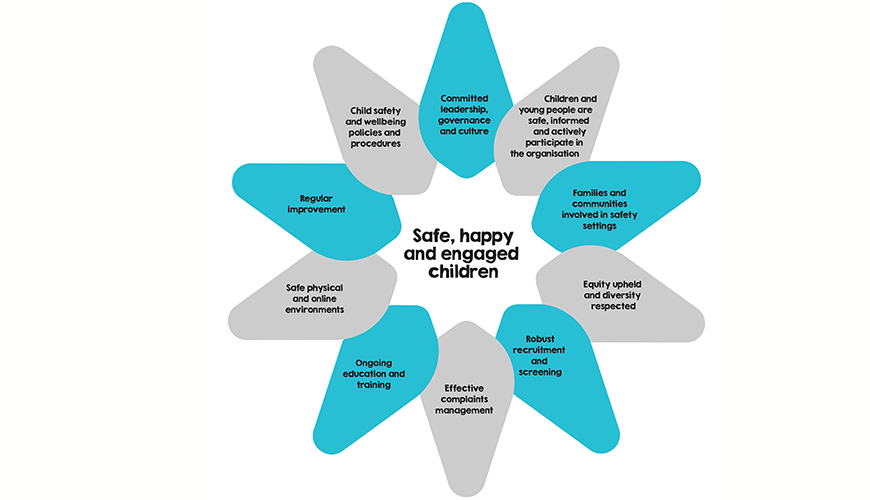 Committed
leadership,
governance
and culture
Children and
young people are
safe, informed
and actively
participate in
the organisation
Families and
communities
involved in safety
settings
Equity upheld
and diversity
respected
Robust
recruitment
and
screening
Effective
complaints
management
Ongoing
education and
training
Safe physical
and online
environments
Regular
improvement
Child safety
and wellbeing
policies and
procedures
Safe, happy
and engaged
children